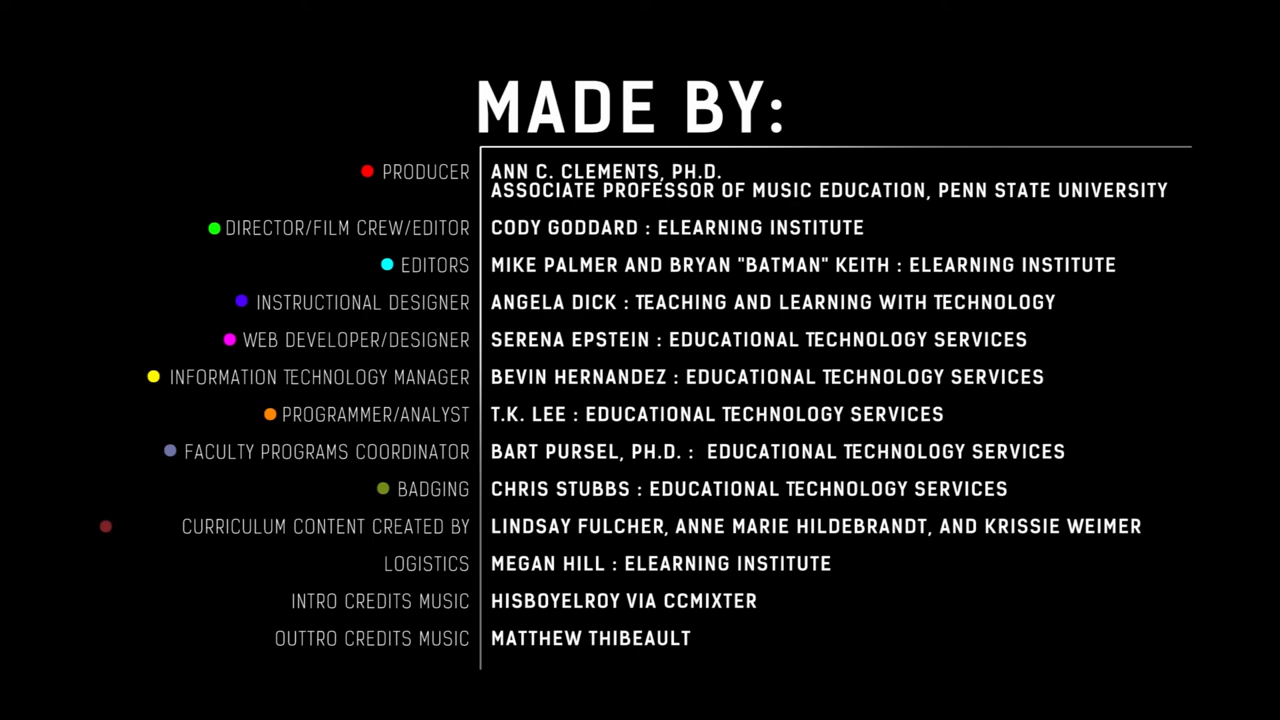 MADE BY:
PRODUCER ANN C. CLEMENTS, PH.D.
ASSOCIATE PROFESSOR OF MUSIC EDUCATION, PENN STATE UNIVERSITY
DIRECTOR/FILM CREW/EDITOR CODY GODDARD : ELEARNING INSTITUTE
EDITORS MIKE PALMER AND BRYAN "BATMAN" KEITH : ELEARNING INSTITUTE
INSTRUCTIONAL DESIGNER ANGELA DICK : TEACHING AND LEARNING WITH TECHNOLOGY
WEB DEVELOPER/DESIGNER SERENA EPSTEIN : EDUCATIONAL TECHNOLOGY SERVICES
INFORMATION TECHNOLOGY MANAGER BEVIN HERNANDEZ : EDUCATIONAL TECHNOLOGY SERVICES
PROGRAMMER/ANALYST T.K. LEE : EDUCATIONAL TECHNOLOGY SERVICES
FACULTY PROGRAMS COORDINATOR BART PURSEL, PH.D. : EDUCATIONAL TECHNOLOGY SERVICES
BADGING CHRIS STUBBS : EDUCATIONAL TECHNOLOGY SERVICES
CURRICULUM CONTENT CREATED BY LINDSAY FULCHER, ANNE MARIE HILDEBRANDT, AND KRISSIE WEIMER
LOGISTICS MEGAN HILL : ELEARNING INSTITUTE
INTRO CREDITS MUSIC HISBOYELROY VIA CCMIXTER
OUTTRO CREDITS MUSIC MATTHEW THIBEAULT